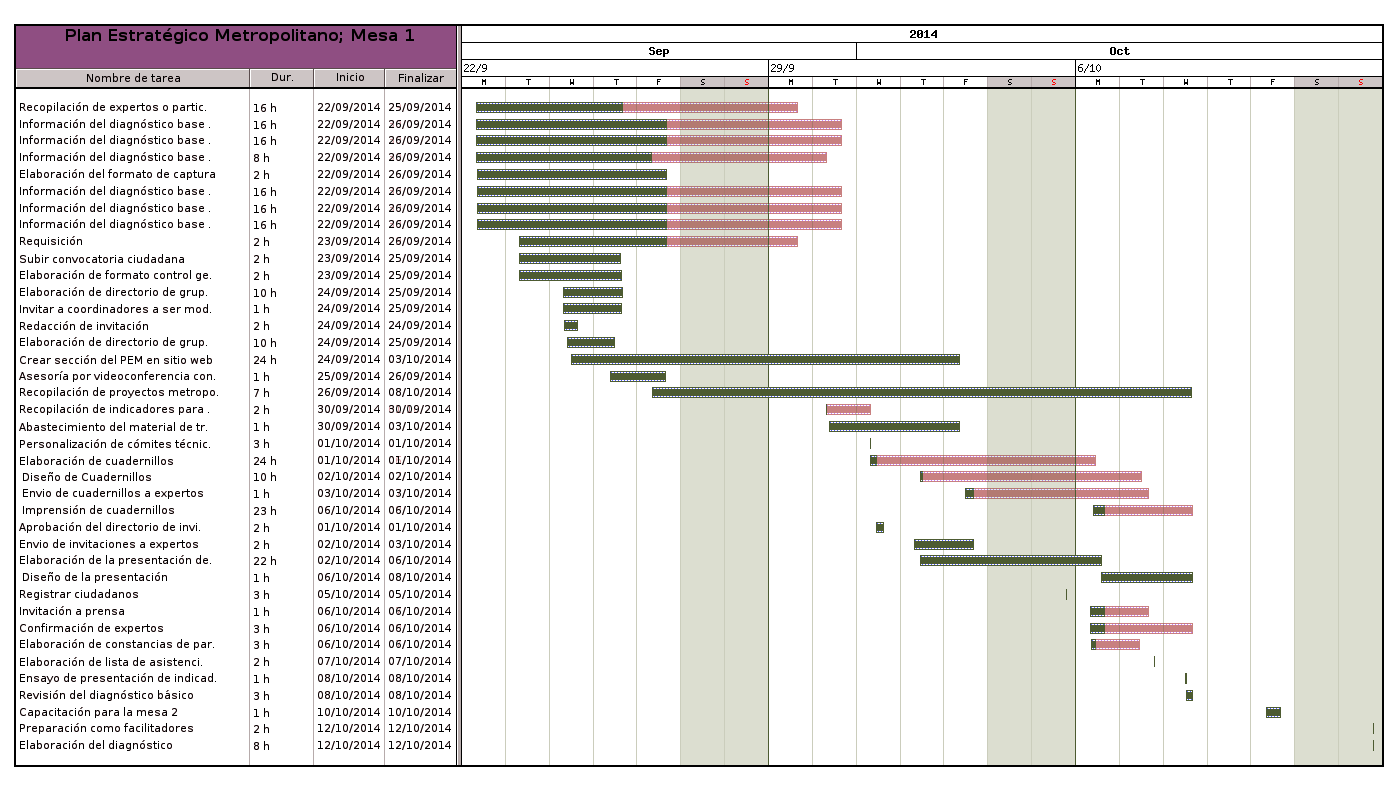 Plan Estratégico Metropolitano; Mesa 1
2014
Sep Oct
22/9 29/9 6/10
Nombre de tarea Dur. Inicio Finalizar M T W T F S S M T W T F S S M T W T F S S
Recopilación de expertos o partic. 16 h 22/09/2014 25/09/2014
Información del diagnóstico base . 16 h 22/09/2014 26/09/2014
Información del diagnóstico base . 16 h 22/09/2014 26/09/2014
Información del diagnóstico base . 8 h 22/09/2014 26/09/2014
Elaboración del formato de captura 2 h 22/09/2014 26/09/2014
Información del diagnóstico base . 16 h 22/09/2014 26/09/2014
Información del diagnóstico base . 16 h 22/09/2014 26/09/2014
Información del diagnóstico base . 16 h 22/09/2014 26/09/2014
Requisición 2 h 23/09/2014 26/09/2014
Subir convocatoria ciudadana 2 h 23/09/2014 25/09/2014
Elaboración de formato control ge. 2 h 23/09/2014 25/09/2014
Elaboración de directorio de grup. 10 h 24/09/2014 25/09/2014
Invitar a coordinadores a ser mod. 1 h 24/09/2014 25/09/2014
Redacción de invitación 2 h 24/09/2014 24/09/2014
Elaboración de directorio de grup. 10 h 24/09/2014 25/09/2014
Crear sección del PEM en sitio web 24 h 24/09/2014 03/10/2014
Asesoría por videoconferencia con. 1 h 25/09/2014 26/09/2014
Recopilación de proyectos metropo. 7 h 26/09/2014 08/10/2014
Recopilación de indicadores para . 2 h 30/09/2014 30/09/2014
Abastecimiento del material de tr. 1 h 30/09/2014 03/10/2014
Personalización de cómites técnic. 3 h 01/10/2014 01/10/2014
Elaboración de cuadernillos 24 h 01/10/2014 01/10/2014
Diseño de Cuadernillos 10 h 02/10/2014 02/10/2014
Envio de cuadernillos a expertos 1 h 03/10/2014 03/10/2014
Imprensión de cuadernillos 23 h 06/10/2014 06/10/2014
Aprobación del directorio de invi. 2 h 01/10/2014 01/10/2014
Envio de invitaciones a expertos 2 h 02/10/2014 03/10/2014
Elaboración de la presentación de. 22 h 02/10/2014 06/10/2014
Diseño de la presentación 1 h 06/10/2014 08/10/2014
Registrar ciudadanos 3 h 05/10/2014 05/10/2014
Invitación a prensa 1 h 06/10/2014 06/10/2014
Confirmación de expertos 3 h 06/10/2014 06/10/2014
Elaboración de constancias de par. 3 h 06/10/2014 06/10/2014
Elaboración de lista de asistenci. 2 h 07/10/2014 07/10/2014
Ensayo de presentación de indicad. 1 h 08/10/2014 08/10/2014
Revisión del diagnóstico básico 3 h 08/10/2014 08/10/2014
Capacitación para la mesa 2 1 h 10/10/2014 10/10/2014
Preparación como facilitadores 2 h 12/10/2014 12/10/2014
Elaboración del diagnóstico 8 h 12/10/2014 12/10/2014